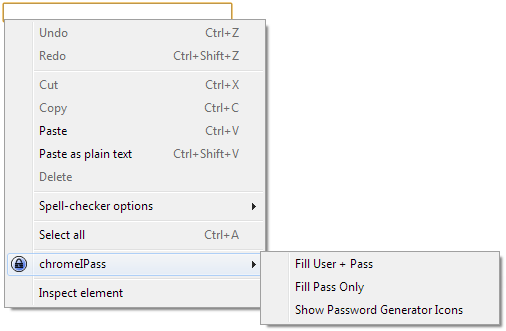 Undo Ctrl+Z
Redo Ctrl+Shift+Z
Cut Ctrl+X
Copy Ctrl+C
Paste Ctrl+V
Paste as plain text Ctrl+Shift+V
Delete
Spell-checker options
Select all Ctrl+A
chromeIPass
Inspect element
Fill User + Pass
Fill Pass Only
Show Password Generator Icons